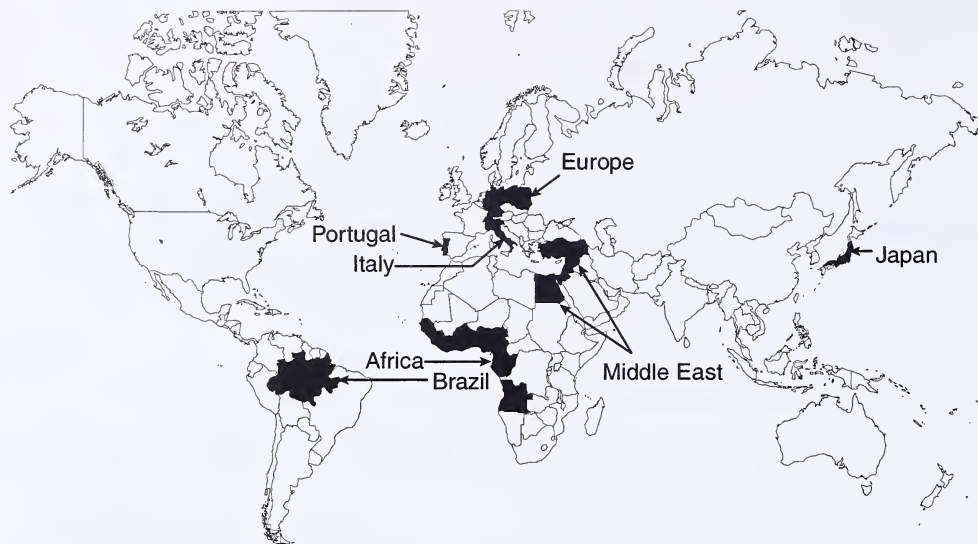 Europe
Portugal
Italy
Japan
Africa
Middle East
Brazil